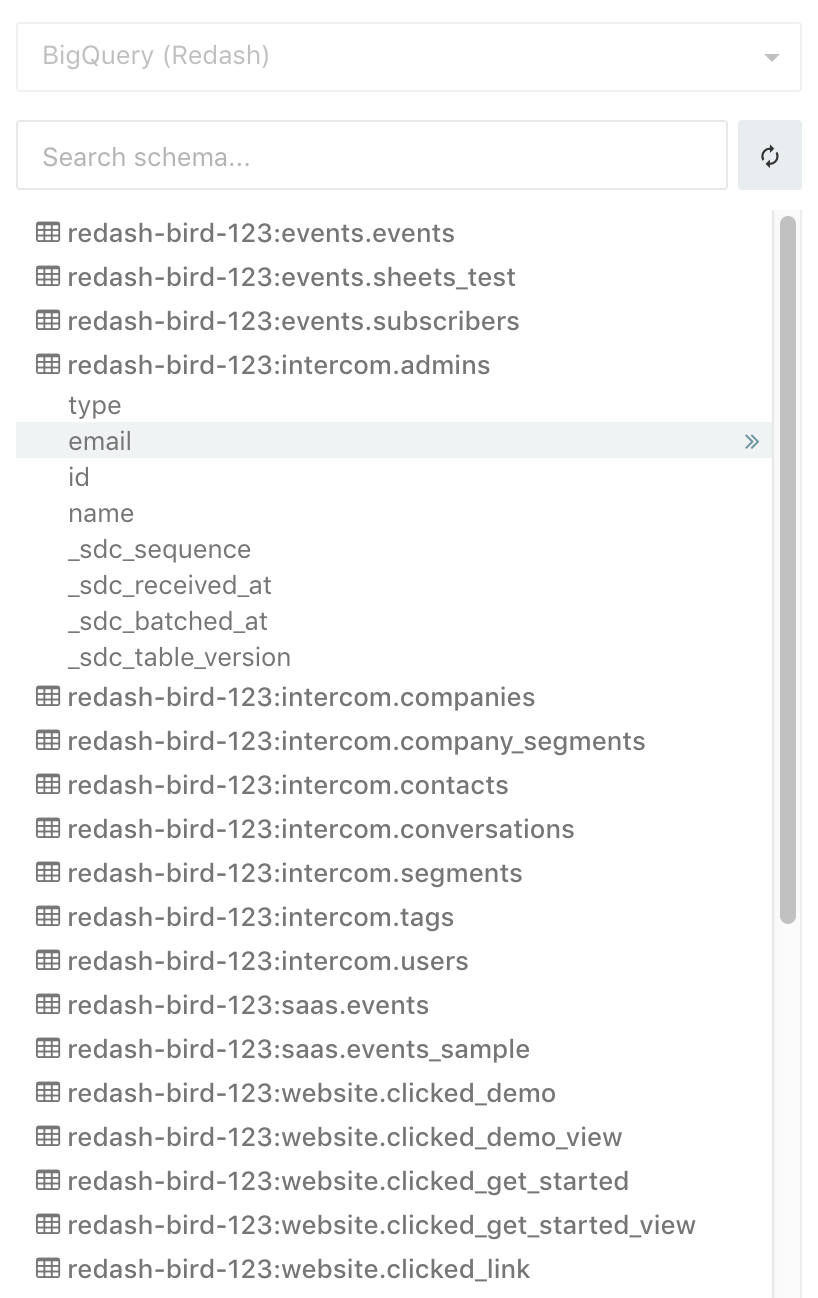 BigQuery (Redash)
Search schema...
redash-bird-123:events.events
redash-bird-123:events.sheets_test
redash-bird-123:events.subscribers
redash-bird-123:intercom.admins
type
email
id
name
_sdc_sequence
_sdc_received_at
_sdc_batched_at
_sdc_table_version
redash-bird-123:intercom.companies
redash-bird-123:intercom.company_segments
redash-bird-123:intercom.contacts
redash-bird-123:intercom.conversations
redash-bird-123:intercom.segments
redash-bird-123:intercom.tags
redash-bird-123:intercom.users
redash-bird-123:saas.events
redash-bird-123:saas.events_sample
redash-bird-123:website.clicked_demo
redash-bird-123:website.clicked_demo_view
redash-bird-123:website.clicked_get_started
redash-bird-123:website.clicked_get_started_view
redash-bird-123:website.clicked_link